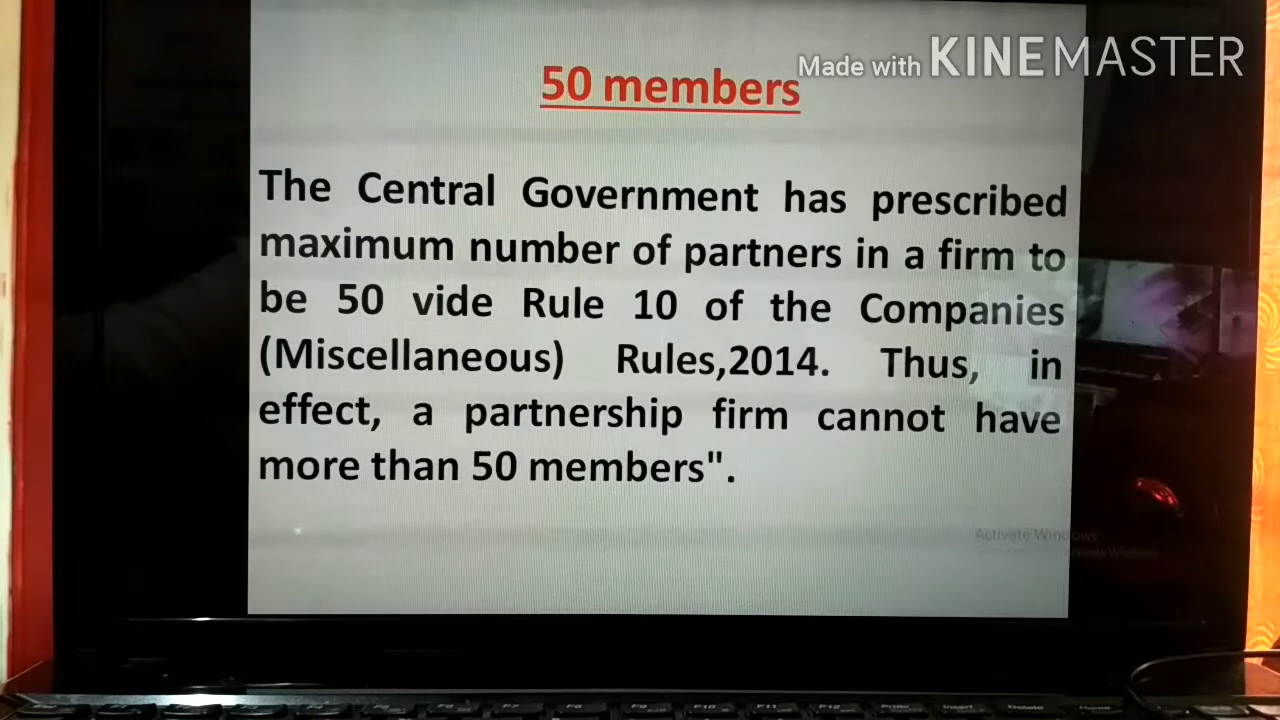 Made with KINEMASTER
50 members
The Central Government has prescribed
maximum number of partners in a firm to
be 50 vide Rule 10 of the Companies
(Miscellaneous) Rules,2014. Thus, in
effect, a partnership firm cannot have
more than 50 members".
Activate Windows